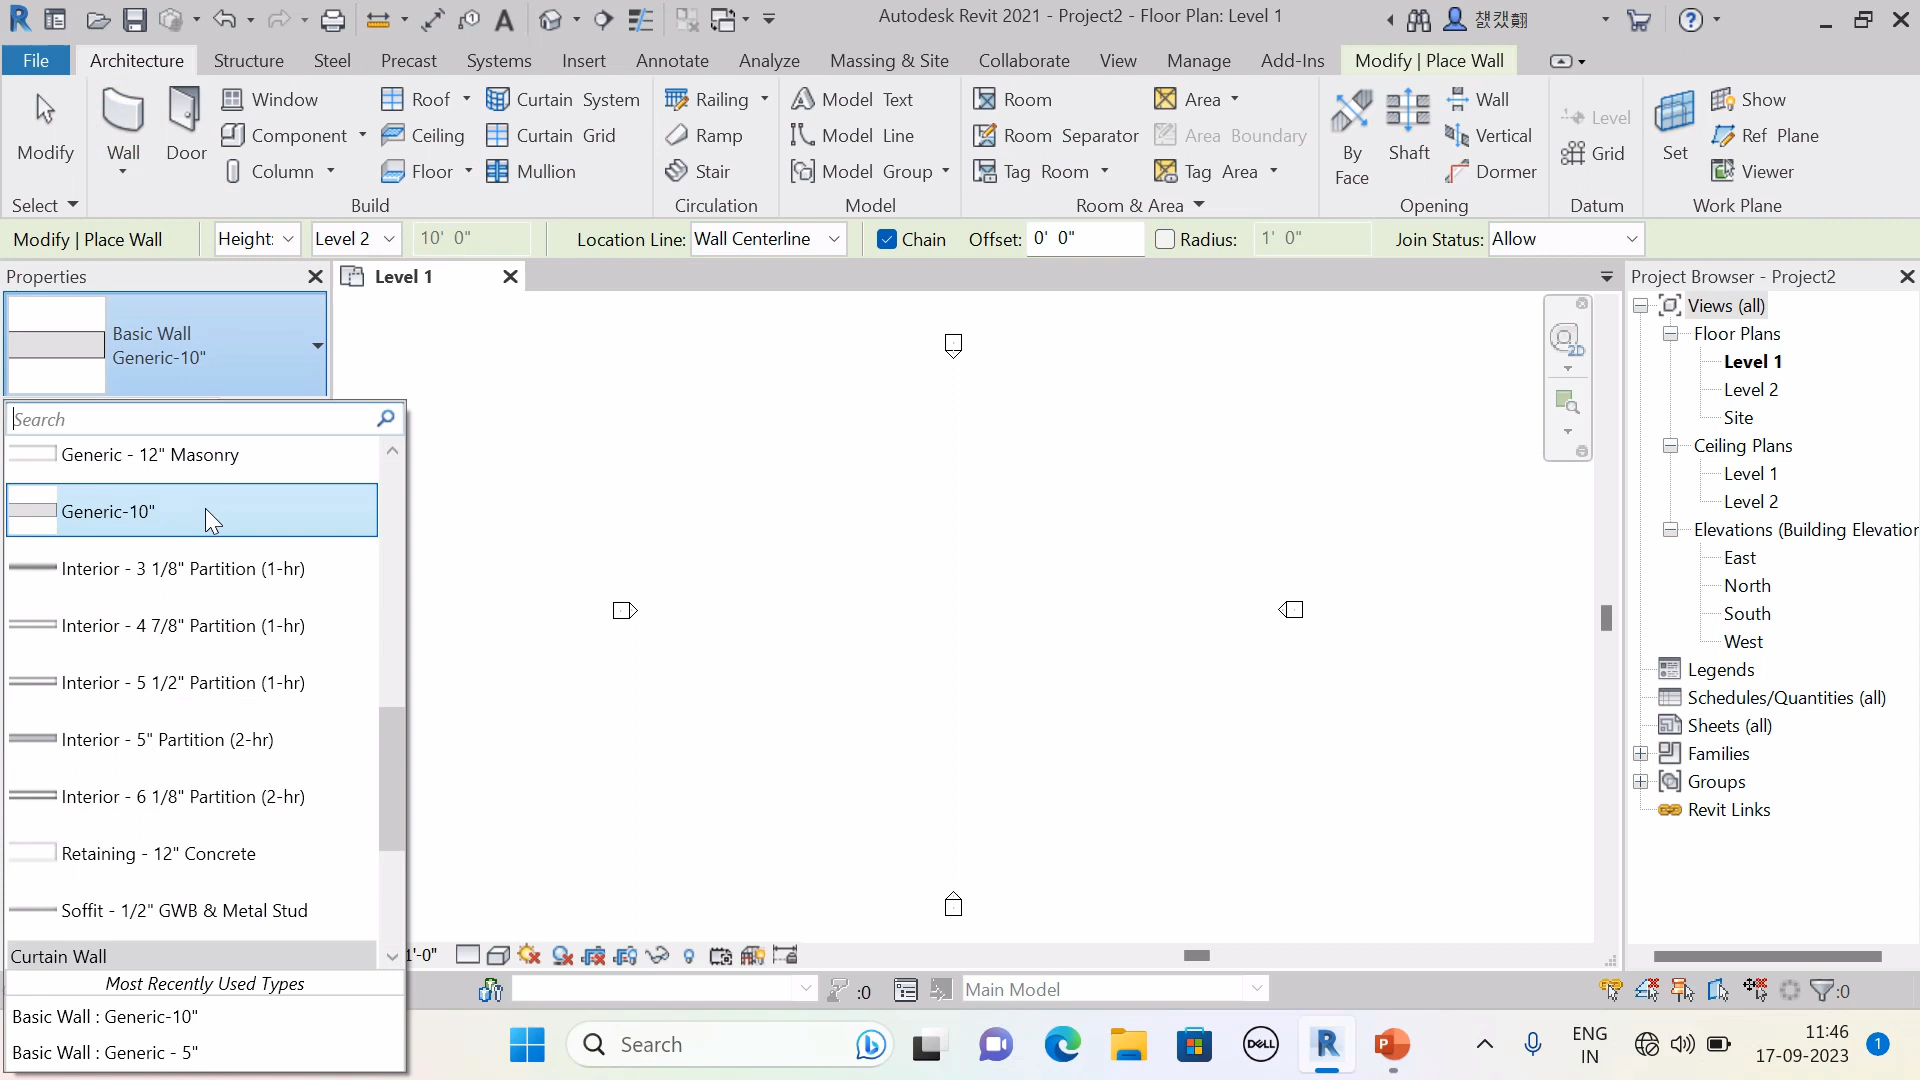 Autodesk Revit 2021 - Project2 - Floor Plan: Level 1
File Architecture Structure Steel Precast Systems Insert Annotate Analyze Massing & Site Collaborate View Manage Add-Ins Modify | Place Wall
Modify
Wall
Door
Window
Component
Column
Roof
Ceiling
Floor
Curtain System
Curtain Grid
Mullion
Railing
Ramp
Stair
Model Text
Model Line
Model Group
Room
Room Separator
Tag Room
Area
Area Boundary
Tag Area
By
Face
Shaft
Wall
Vertical
Dormer
Level
Grid
Set
Show
Ref Plane
Viewer
Select Build Circulation Model Room & Area Opening Datum Work Plane
Modify | Place Wall Height: Level 2 10' 0" Location Line: Wall Centerline Chain Offset: 0' 0" Radius: 1' 0" Join Status: Allow
Properties
Level 1
Basic Wall
Generic-10"
Search
Generic - 12" Masonry
Generic-10"
Interior - 3 1/8" Partition (1-hr)
Interior - 4 7/8" Partition (1-hr)
Interior - 5 1/2" Partition (1-hr)
Interior - 5" Partition (2-hr)
Interior - 6 1/8" Partition (2-hr)
Retaining - 12" Concrete
Soffit - 1/2" GWB & Metal Stud
Curtain Wall
Most Recently Used Types
Basic Wall : Generic-10"
Basic Wall : Generic - 5"
2D
Project Browser - Project2
Views (all)
Floor Plans
Level 1
Level 2
Site
Ceiling Plans
Level 1
Level 2
Elevations (Building Elevation
East
North
South
West
Legends
Schedules/Quantities (all)
Sheets (all)
Families
Groups
Revit Links
1'-0"
:0
Main Model
:0
Search
DELL
ENG
IN
11:46
17-09-2023
1